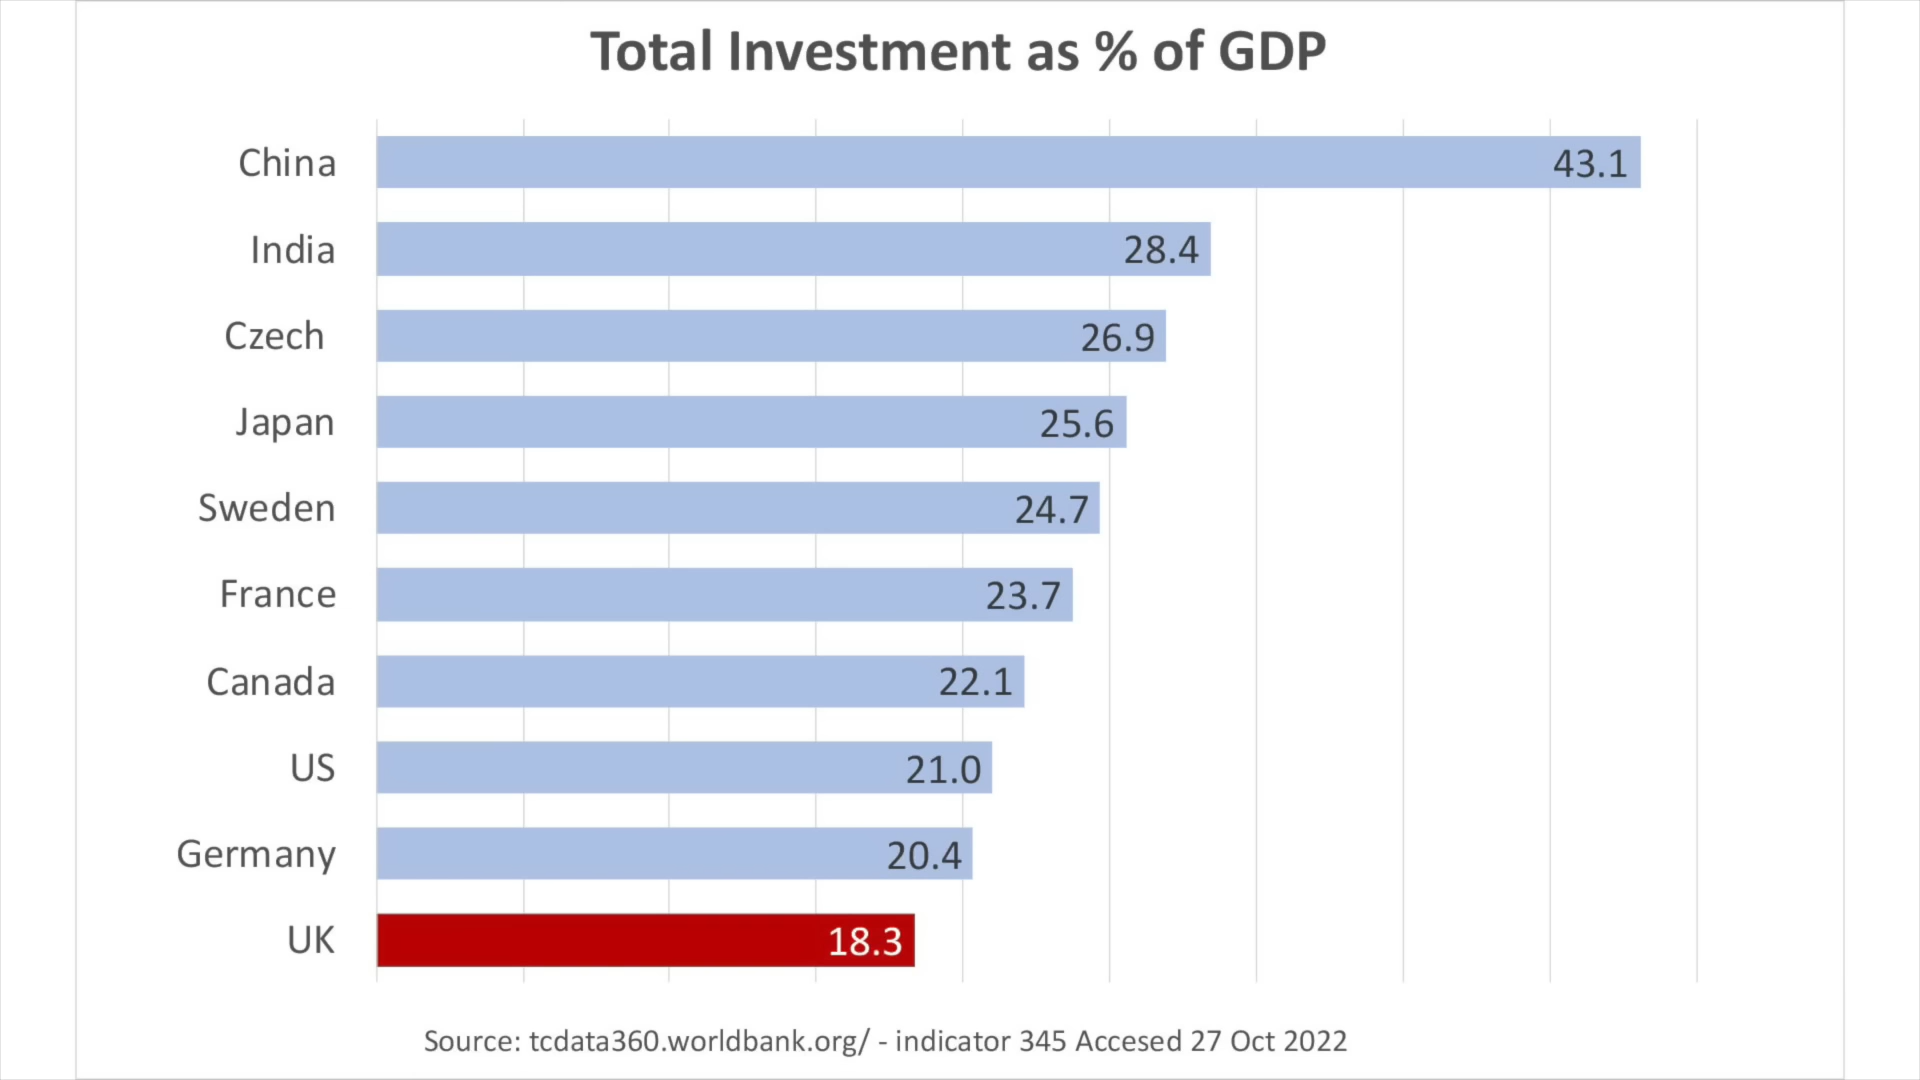 Total Investment as % of GDP
China 43.1
India 28.4
Czech 26.9
Japan 25.6
Sweden 24.7
France 23.7
Canada 22.1
US 21.0
Germany 20.4
UK 18.3
Source: tcdata360.worldbank.org/ - indicator 345 Accesed 27 Oct 2022